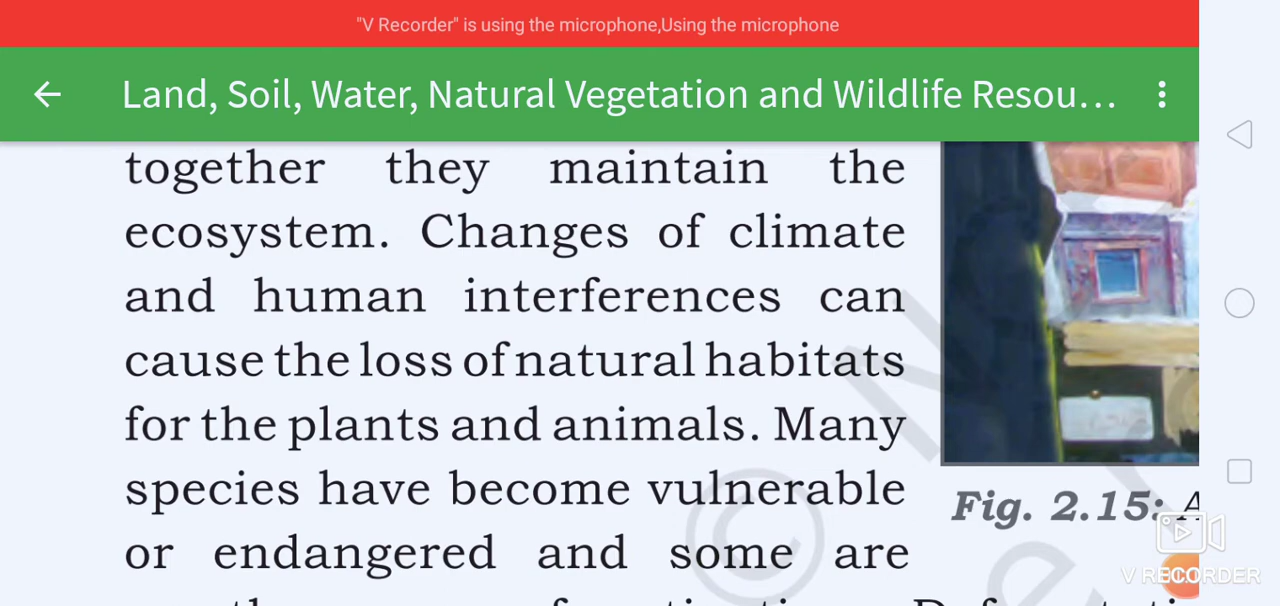 "V Recorder" is using the microphone,Using the microphone
Land, Soil, Water, Natural Vegetation and Wildlife Resou...
together they maintain the
ecosystem. Changes of climate
and human interferences can
cause the loss of natural habitats
for the plants and animals. Many
species have become vulnerable
or endangered and some are
Fig. 2.15: A
V RECORDER